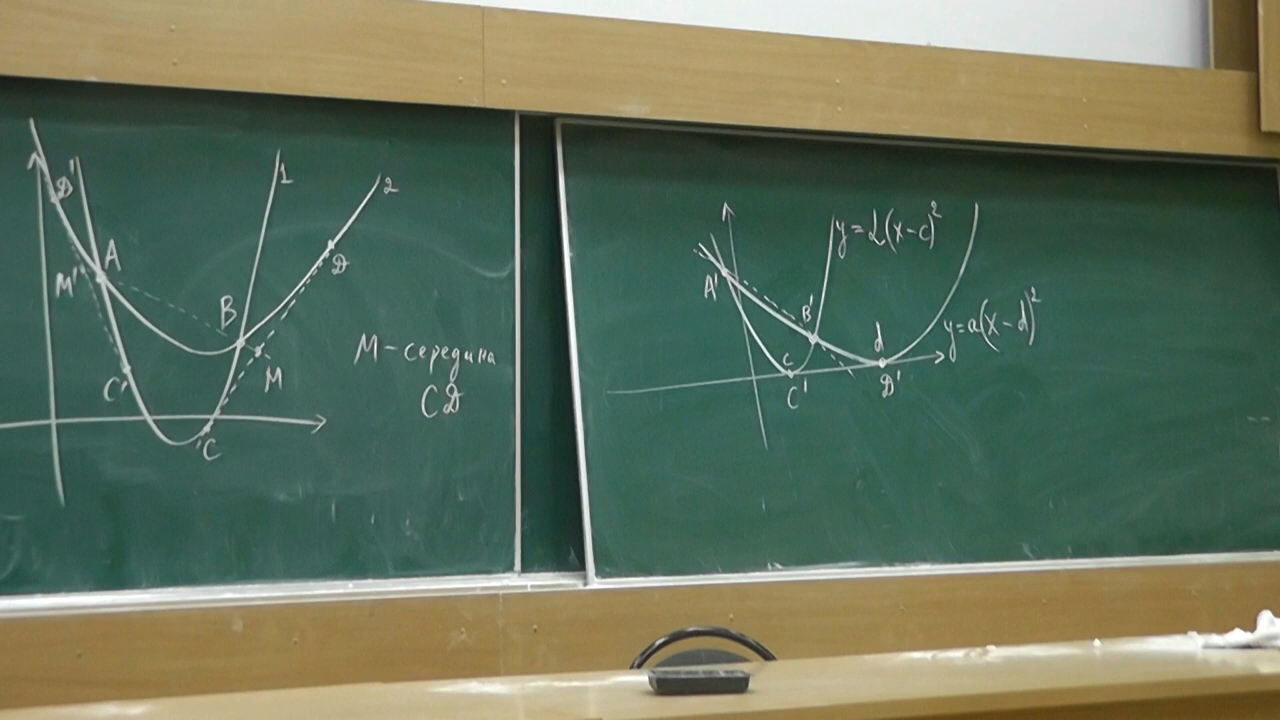 D'
1
2
A
M'
B
D
M
C'
C
M - середина
CD
y = α(x-c)²
A'
B'
d
y=a(x-d)²
c
C'
D'